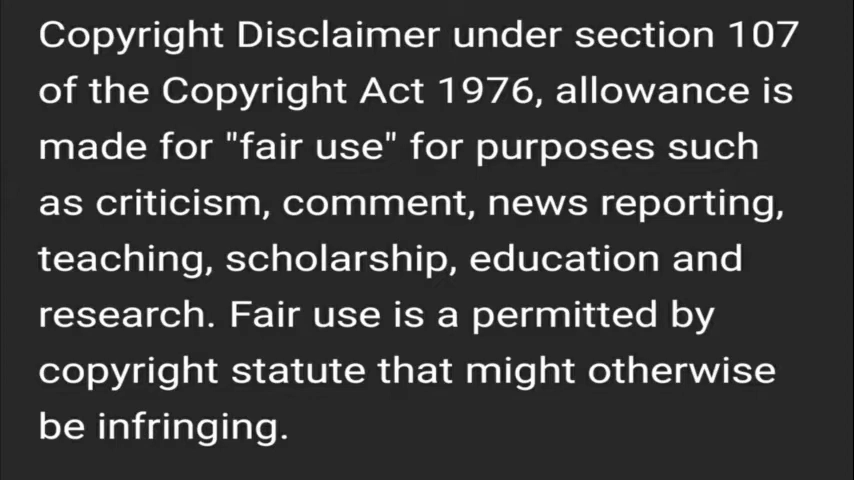 Copyright Disclaimer under section 107
of the Copyright Act 1976, allowance is
made for "fair use" for purposes such
as criticism, comment, news reporting,
teaching, scholarship, education and
research. Fair use is a permitted by
copyright statute that might otherwise
be infringing.